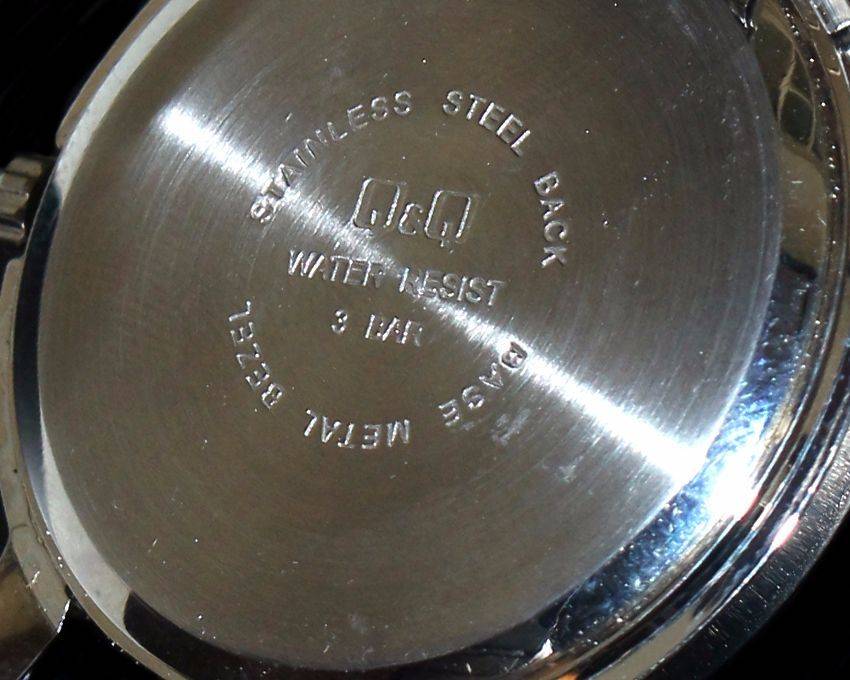 STAINLESS STEEL BACK
Q&Q
WATER RESIST
3 BAR
BASE METAL BEZEL